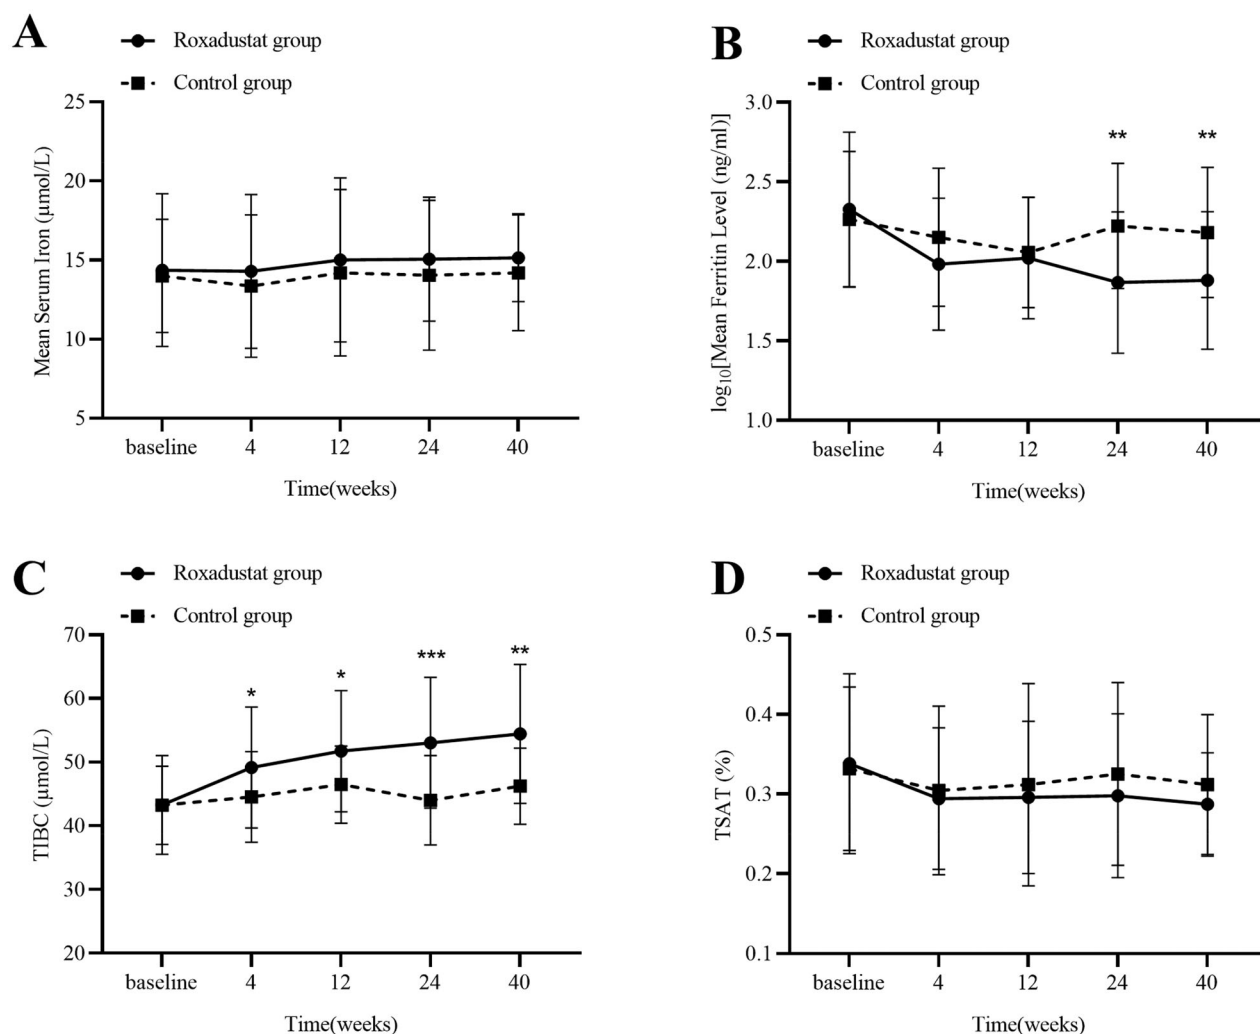 A
Roxadustat group
Control group
Mean Serum Iron (μmol/L)
25
20
15
10
5
baseline 4 12 24 40
Time(weeks)
B
Roxadustat group
Control group
log10[Mean Ferritin Level (ng/ml)]
3.0
2.5
2.0
1.5
1.0
** **
baseline 4 12 24 40
Time(weeks)
C
Roxadustat group
Control group
TIBC (μmol/L)
70
60
50
40
30
20
* * *** **
baseline 4 12 24 40
Time(weeks)
D
Roxadustat group
Control group
TSAT (%)
0.5
0.4
0.3
0.2
0.1
baseline 4 12 24 40
Time(weeks)